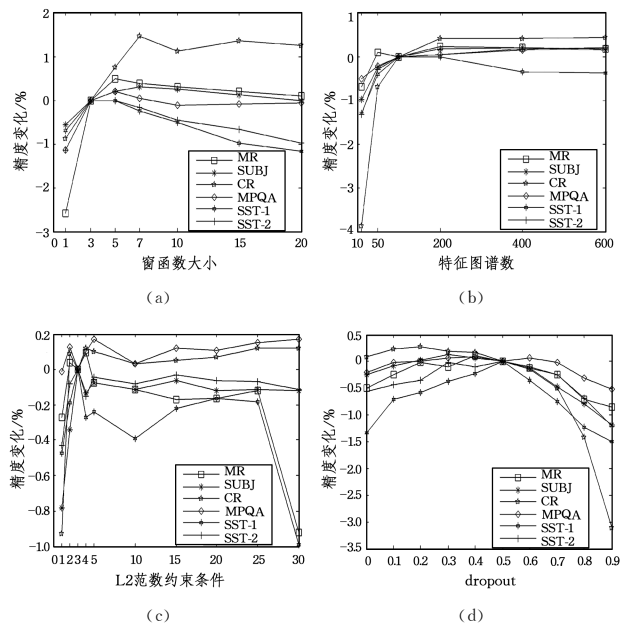 2
1
0
-1
-2
-3
精度变化/%
0 1 3 5 7 10 15 20
窗函数大小
MR
SUBJ
CR
MPQA
SST-1
SST-2
(a)
1
0
-1
-2
-3
-4
精度变化/%
10 50 200 400 600
特征图谱数
MR
SUBJ
CR
MPQA
SST-1
SST-2
(b)
0.2
0
-0.2
-0.4
-0.6
-0.8
-1.0
精度变化/%
0 1 2 3 4 5 10 15 20 25 30
L2范数约束条件
MR
SUBJ
CR
MPQA
SST-1
SST-2
(c)
0.5
0
-0.5
-1.0
-1.5
-2.0
-2.5
-3.0
-3.5
精度变化/%
0 0.1 0.2 0.3 0.4 0.5 0.6 0.7 0.8 0.9
dropout
MR
SUBJ
CR
MPQA
SST-1
SST-2
(d)